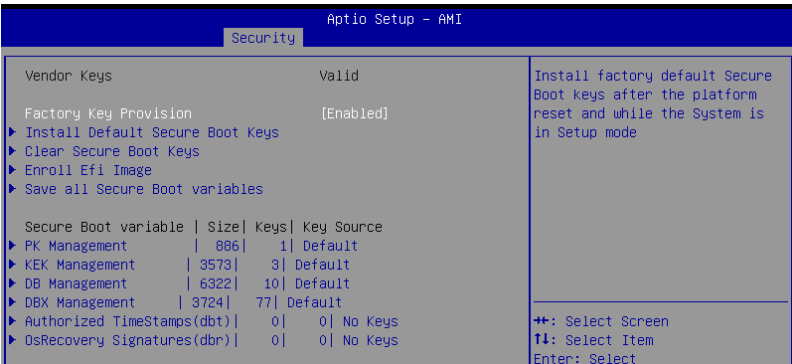 Aptio Setup - AMI
Security
Vendor Keys Valid
Factory Key Provision [Enabled]
Install Default Secure Boot Keys
Clear Secure Boot Keys
Enroll Efi Image
Save all Secure Boot variables
Secure Boot variable | Size| Keys| Key Source
PK Management | 886| 1| Default
KEK Management | 3573| 3| Default
DB Management | 6322| 10| Default
DBX Management | 3724| 77| Default
Authorized TimeStamps(dbt)| 0| 0| No Keys
OsRecovery Signatures(dbr)| 0| 0| No Keys
Install factory default Secure
Boot keys after the platform
reset and while the System is
in Setup mode
→←: Select Screen
↑↓: Select Item
Enter: Select